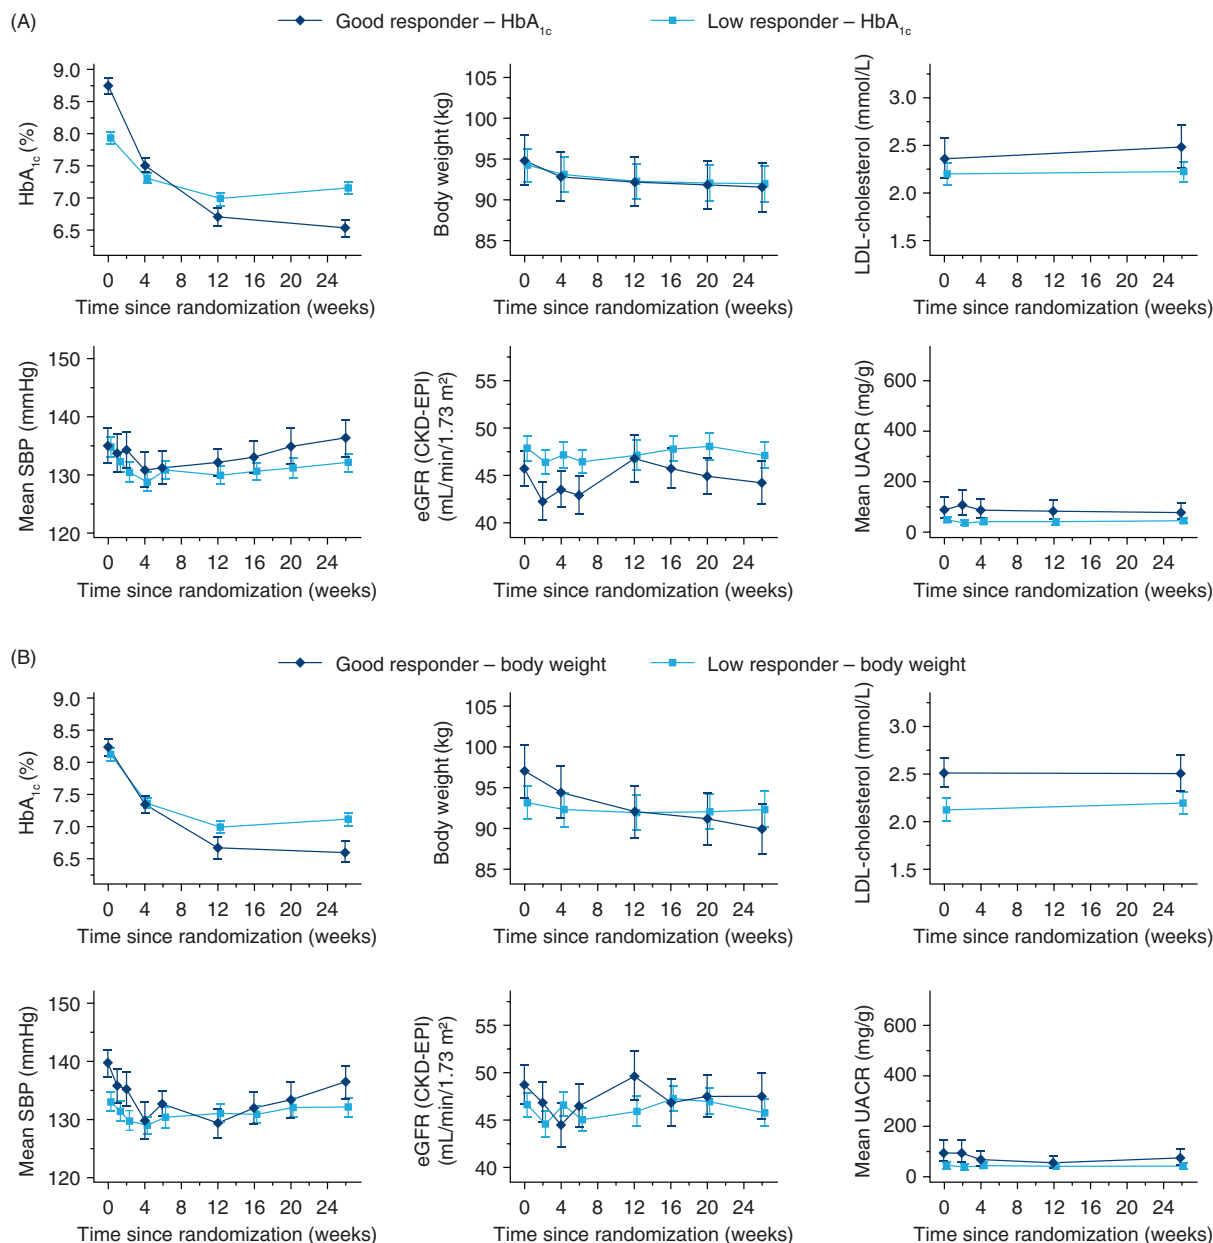 (A)
Good responder – HbA1c
Low responder – HbA1c
HbA1c (%)
9.0
8.5
8.0
7.5
7.0
6.5
0 4 8 12 16 20 24
Time since randomization (weeks)
Body weight (kg)
105
100
95
90
85
0 4 8 12 16 20 24
Time since randomization (weeks)
LDL-cholesterol (mmol/L)
3.0
2.5
2.0
1.5
0 4 8 12 16 20 24
Time since randomization (weeks)
Mean SBP (mmHg)
150
140
130
120
0 4 8 12 16 20 24
Time since randomization (weeks)
eGFR (CKD-EPI)
(mL/min/1.73 m²)
55
50
45
40
0 4 8 12 16 20 24
Time since randomization (weeks)
Mean UACR (mg/g)
600
400
200
0
0 4 8 12 16 20 24
Time since randomization (weeks)
(B)
Good responder – body weight
Low responder – body weight
HbA1c (%)
9.0
8.5
8.0
7.5
7.0
6.5
0 4 8 12 16 20 24
Time since randomization (weeks)
Body weight (kg)
105
100
95
90
85
0 4 8 12 16 20 24
Time since randomization (weeks)
LDL-cholesterol (mmol/L)
3.0
2.5
2.0
1.5
0 4 8 12 16 20 24
Time since randomization (weeks)
Mean SBP (mmHg)
150
140
130
120
0 4 8 12 16 20 24
Time since randomization (weeks)
eGFR (CKD-EPI)
(mL/min/1.73 m²)
55
50
45
40
0 4 8 12 16 20 24
Time since randomization (weeks)
Mean UACR (mg/g)
600
400
200
0
0 4 8 12 16 20 24
Time since randomization (weeks)